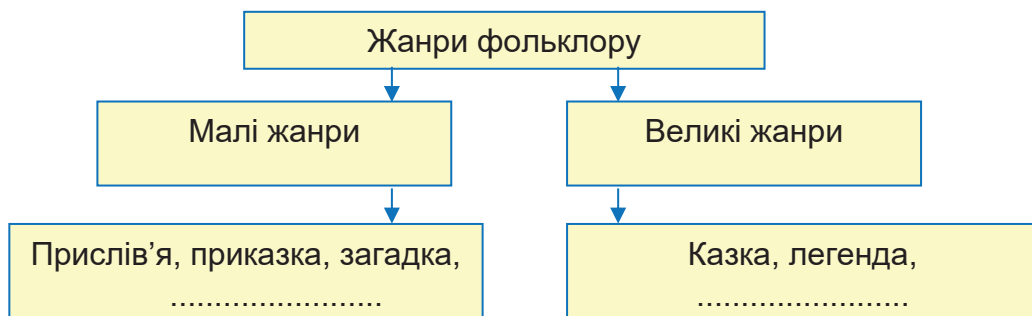 Жанри фольклору
Малі жанри
Великі жанри
Прислів’я, приказка, загадка,
........................
Казка, легенда,
........................